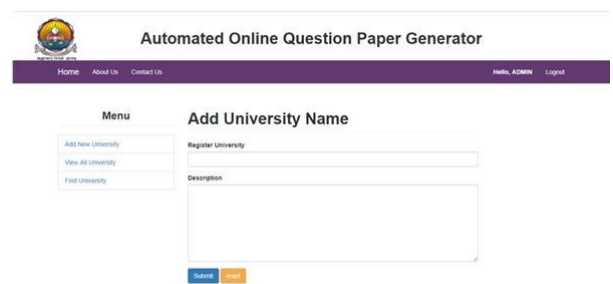 Automated Online Question Paper Generator
Home About Us Contact Us Hello, ADMIN Logout
Menu
Add New University
View All University
Find University
Add University Name
Register University
Description
Submit reset